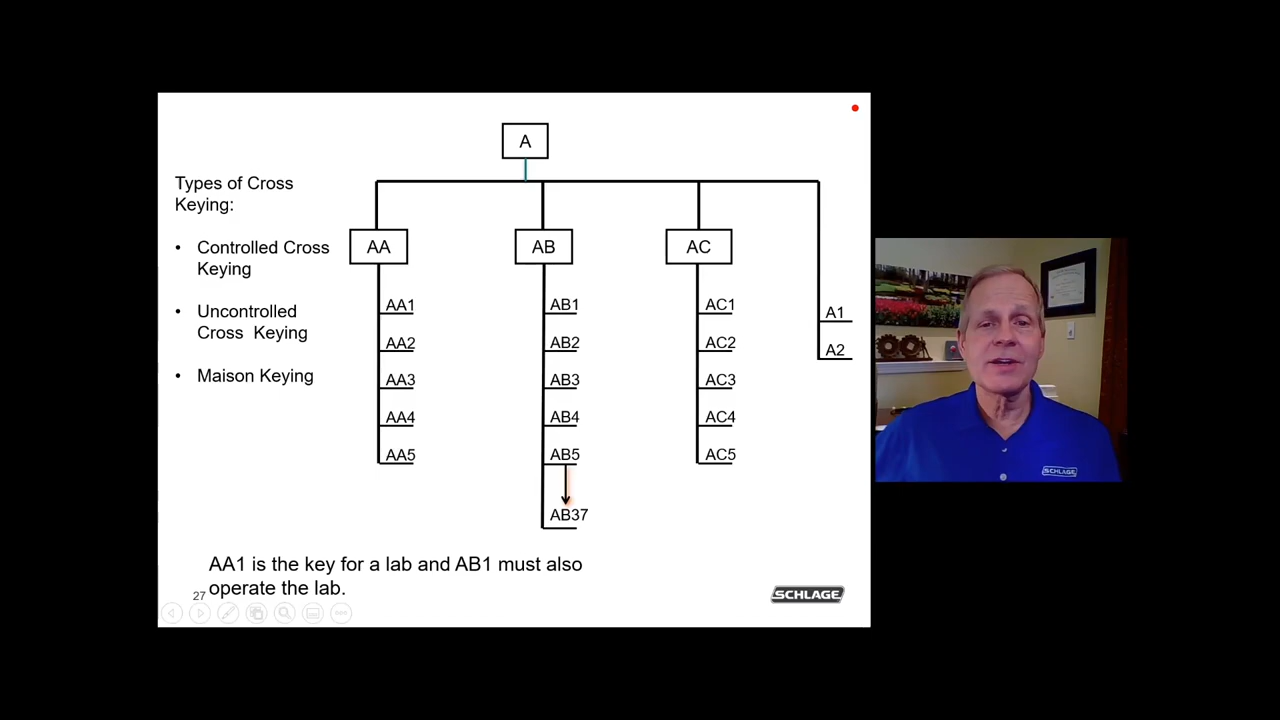 A
Types of Cross
Keying:
• Controlled Cross
Keying
• Uncontrolled
Cross Keying
• Maison Keying
AA
AB
AC
AA1
AA2
AA3
AA4
AA5
AB1
AB2
AB3
AB4
AB5
AB37
AC1
AC2
AC3
AC4
AC5
A1
A2
AA1 is the key for a lab and AB1 must also
operate the lab.
27
SCHLAGE
SCHLAGE